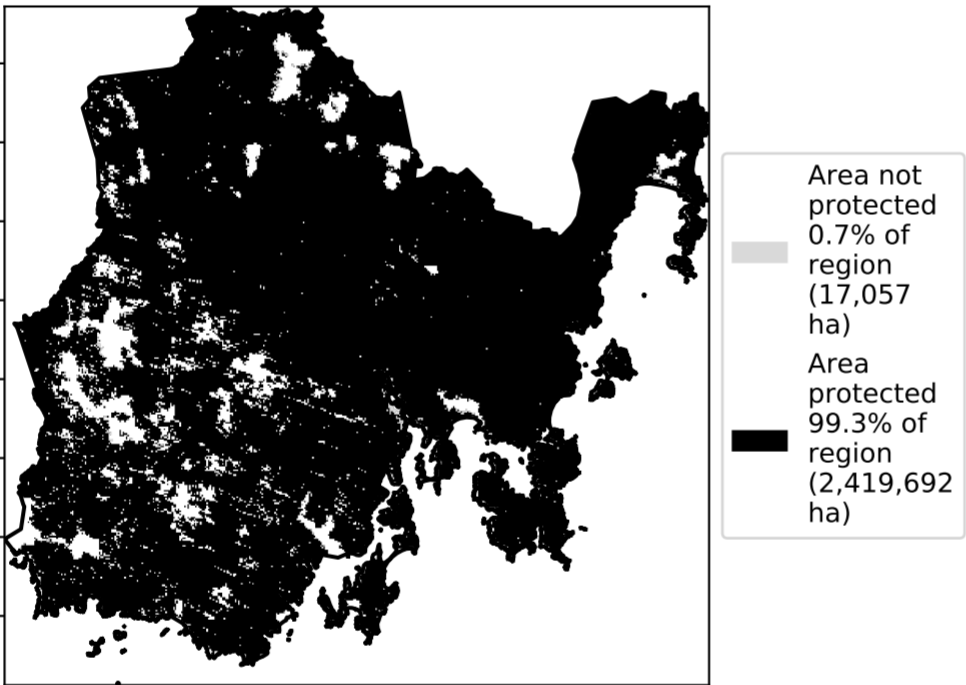 Area not
protected
0.7% of
region
(17,057
ha)
Area
protected
99.3% of
region
(2,419,692
ha)